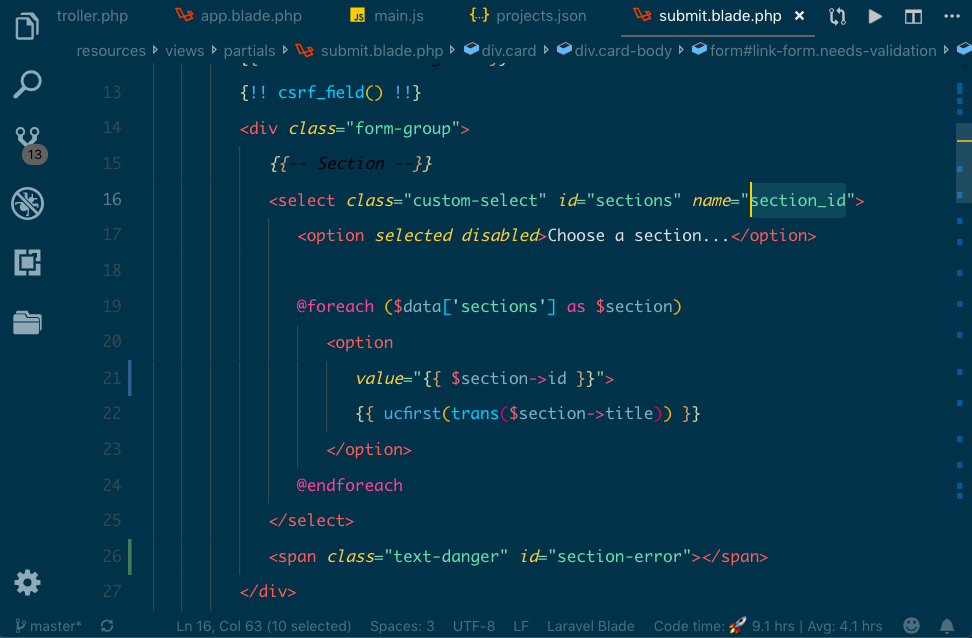 troller.php app.blade.php JS main.js {.} projects.json submit.blade.php ×
resources views partials submit.blade.php div.card div.card-body form#link-form.needs-validation
13 {!! csrf_field() !!}
14 <div class="form-group">
15 {{-- Section --}}
16 <select class="custom-select" id="sections" name="section_id">
17 <option selected disabled>Choose a section...</option>
18
19 @foreach ($data['sections'] as $section)
20 <option
21 value="{{ $section->id }}">
22 {{ ucfirst(trans($section->title)) }}
23 </option>
24 @endforeach
25 </select>
26 <span class="text-danger" id="section-error"></span>
27 </div>
13
master* Ln 16, Col 63 (10 selected) Spaces: 3 UTF-8 LF Laravel Blade Code time: 🚀 9.1 hrs | Avg: 4.1 hrs